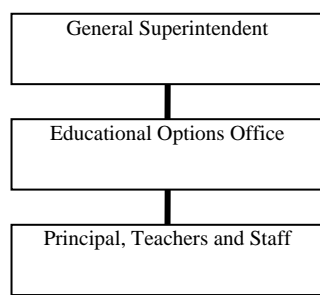 General Superintendent
Educational Options Office
Principal, Teachers and Staff